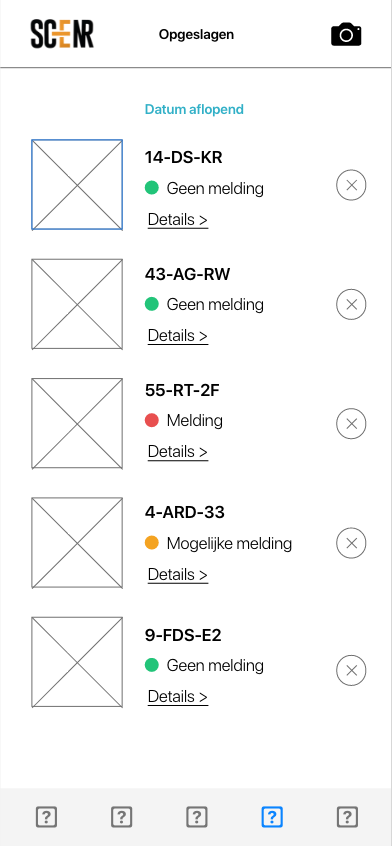 SCENR
Opgeslagen
Datum aflopend
14-DS-KR
Geen melding
Details >
43-AG-RW
Geen melding
Details >
55-RT-2F
Melding
Details >
4-ARD-33
Mogelijke melding
Details >
9-FDS-E2
Geen melding
Details >
? ? ? ? ?